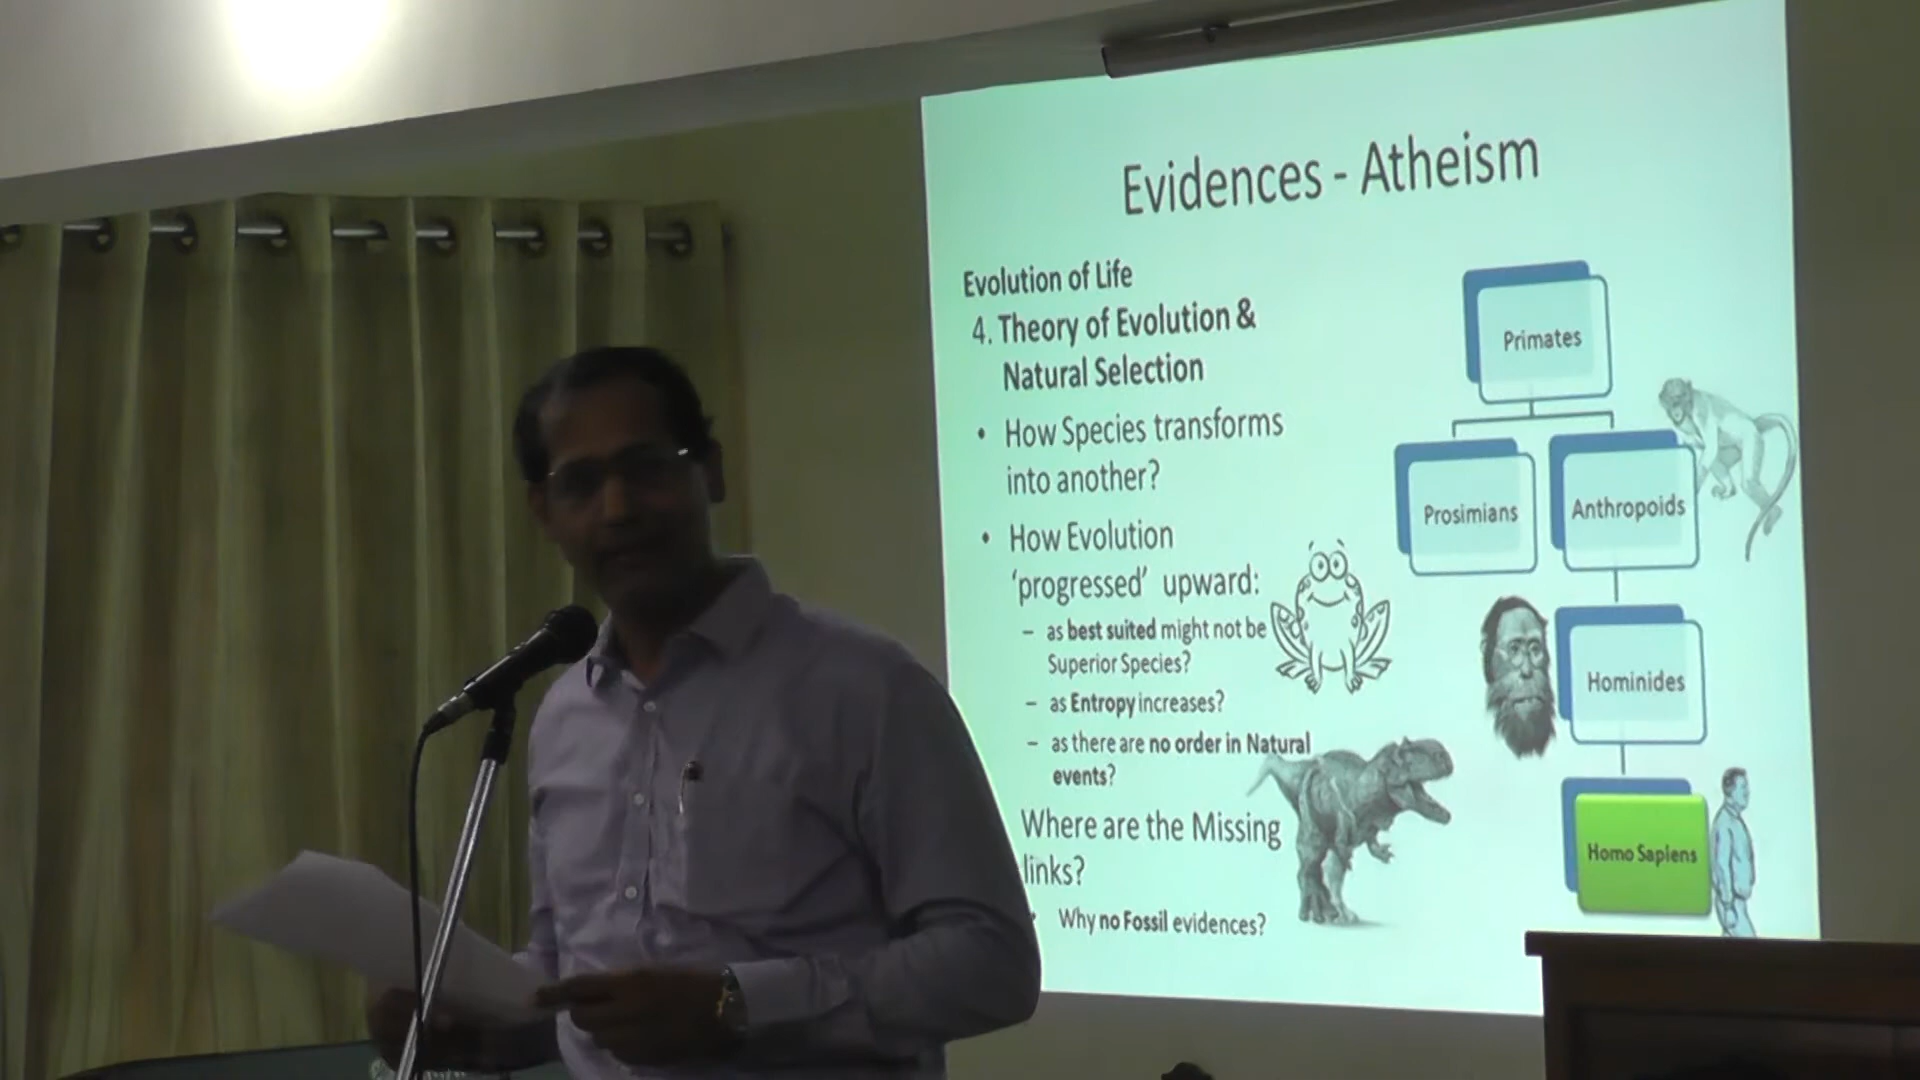 Evidences - Atheism
Evolution of Life
4. Theory of Evolution &
Natural Selection
• How Species transforms
into another?
• How Evolution
‘progressed’ upward:
– as best suited might not be
Superior Species?
– as Entropy increases?
– as there are no order in Natural
events?
Where are the Missing
links?
• Why no Fossil evidences?
Primates
Prosimians
Anthropoids
Hominides
Homo Sapiens